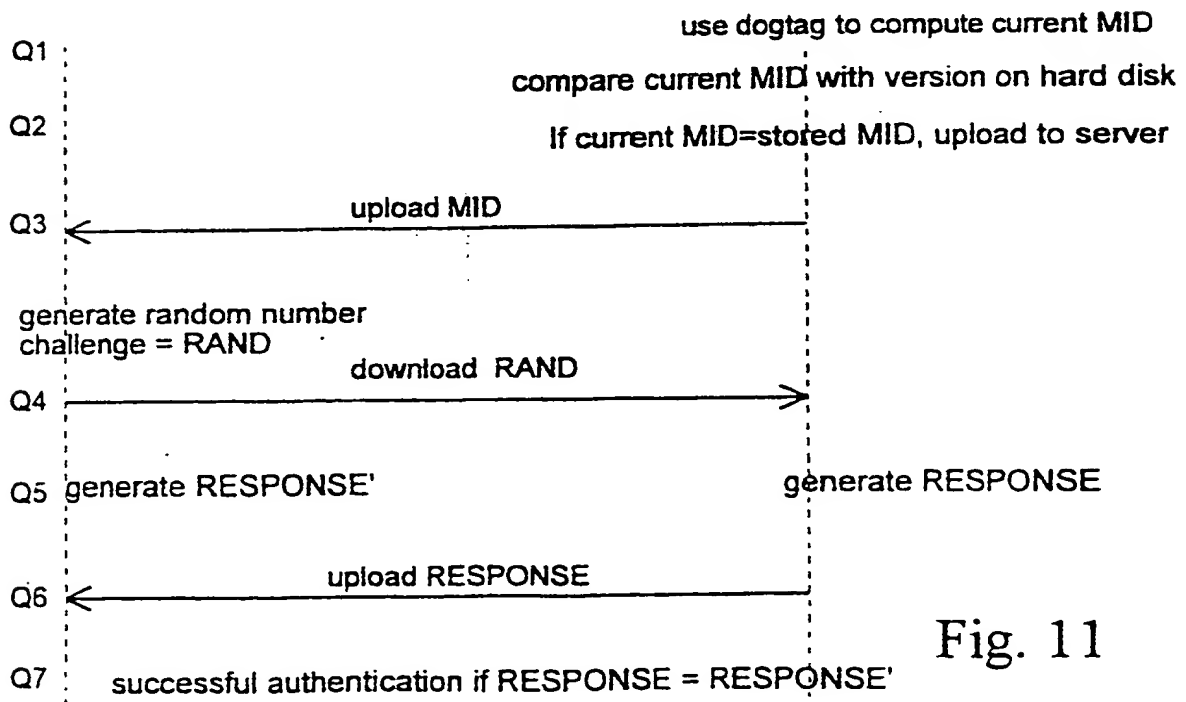 use dogtag to compute current MID
Q1
compare current MID with version on hard disk
Q2
If current MID=stored MID, upload to server
upload MID
Q3
generate random number
challenge = RAND
download RAND
Q4
Q5 generate RESPONSE' generate RESPONSE
upload RESPONSE
Q6
Fig. 11
Q7 successful authentication if RESPONSE = RESPONSE'